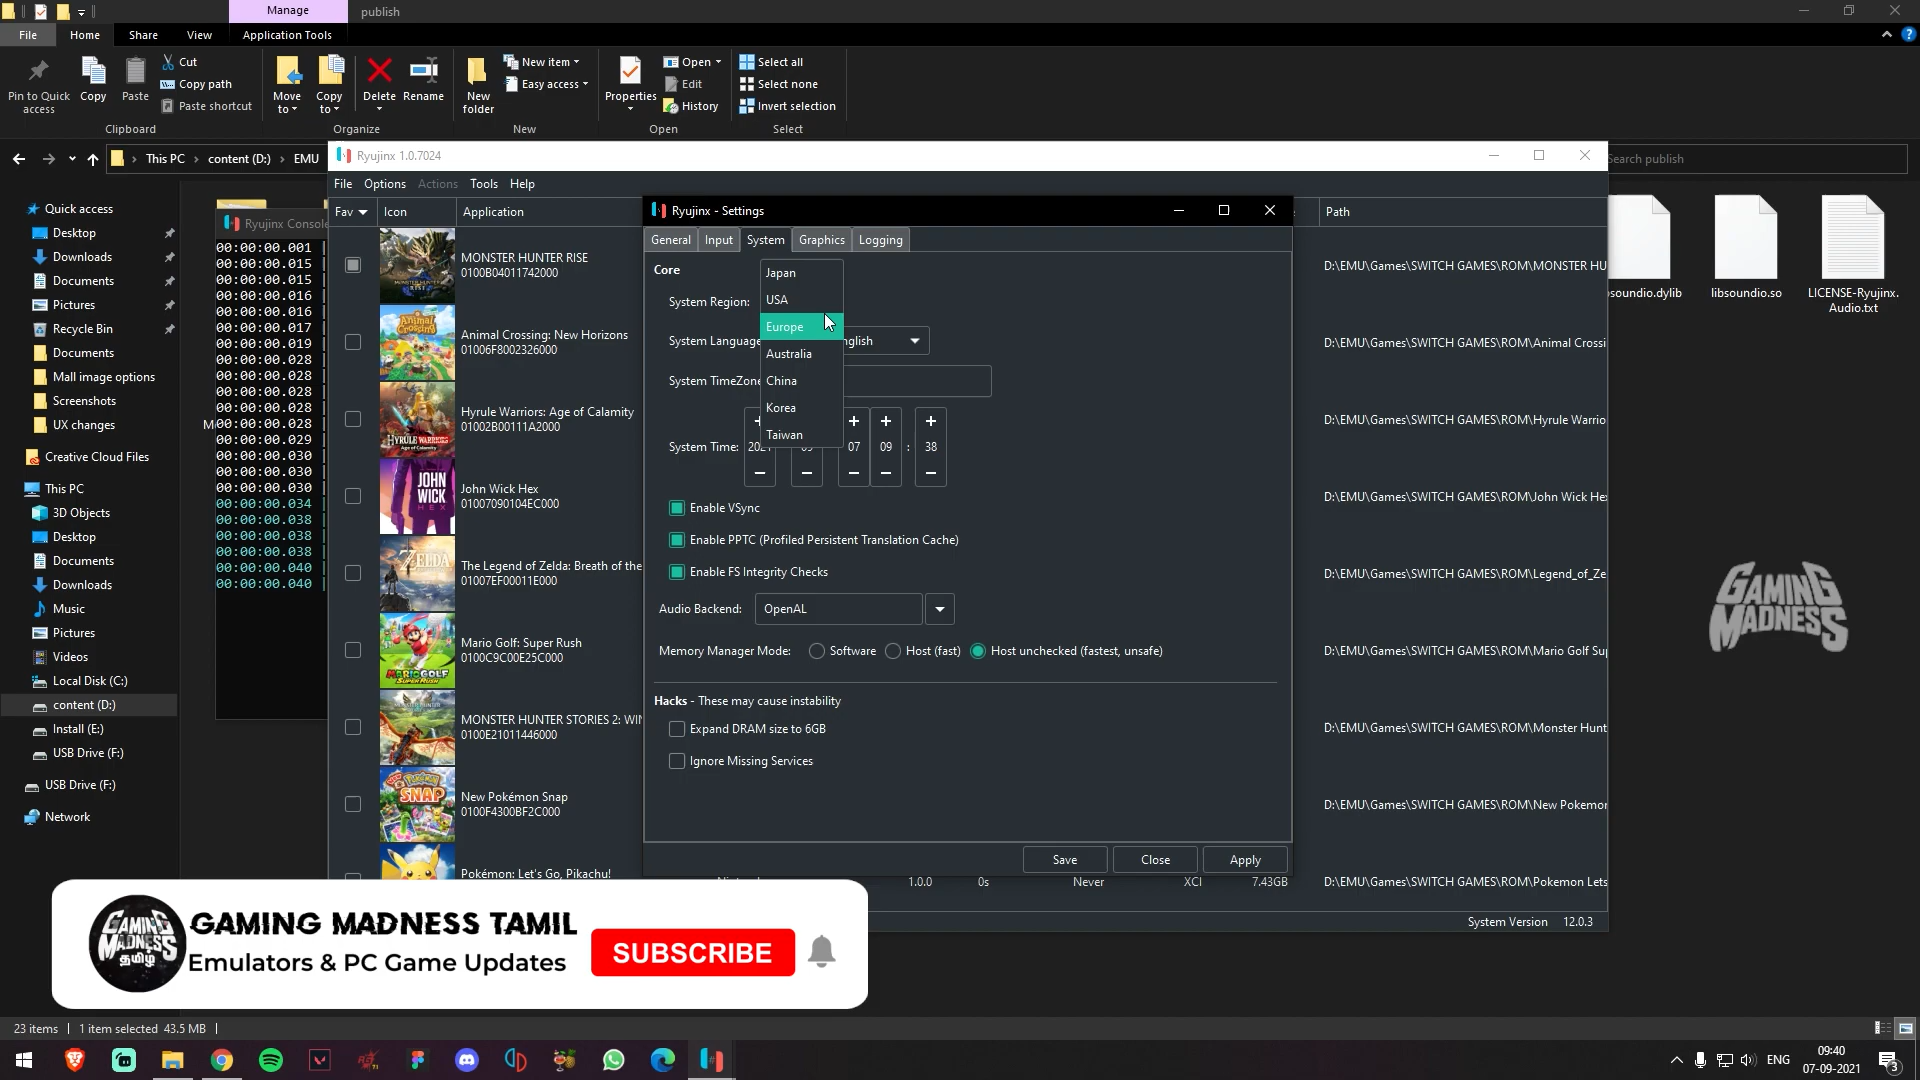 Manage
publish
File
Home
Share
View
Application Tools
Pin to Quick access
Copy
Paste
Cut
Copy path
Paste shortcut
Clipboard
Move to
Copy to
Delete
Rename
Organize
New folder
New item
Easy access
New
Properties
Open
Edit
History
Open
Select all
Select none
Invert selection
Select
This PC
content (D:)
EMU
Search publish
Quick access
Desktop
Downloads
Documents
Pictures
Recycle Bin
Documents
Mall image options
Screenshots
UX changes
Creative Cloud Files
This PC
3D Objects
Desktop
Documents
Downloads
Music
Pictures
Videos
Local Disk (C:)
content (D:)
Install (E:)
USB Drive (F:)
USB Drive (F:)
Network
Ryujinx Console
00:00:00.001 |
00:00:00.015 |
00:00:00.015 |
00:00:00.016 |
00:00:00.016 |
00:00:00.017 |
00:00:00.019 |
00:00:00.028 |
00:00:00.028 |
00:00:00.028 |
00:00:00.028 |
00:00:00.028 |
00:00:00.029 |
00:00:00.030 |
00:00:00.030 |
00:00:00.030 |
00:00:00.034 |
00:00:00.038 |
00:00:00.038 |
00:00:00.038 |
00:00:00.040 |
00:00:00.040 |
Ryujinx 1.0.7024
File
Options
Actions
Tools
Help
Fav
Icon
Application
Path
MONSTER HUNTER RISE
0100B04011742000
D:\EMU\Games\SWITCH GAMES\ROM\MONSTER HU
Animal Crossing: New Horizons
01006F8002326000
D:\EMU\Games\SWITCH GAMES\ROM\Animal Crossi
Hyrule Warriors: Age of Calamity
01002B00111A2000
D:\EMU\Games\SWITCH GAMES\ROM\Hyrule Warrio
John Wick Hex
01007090104EC000
D:\EMU\Games\SWITCH GAMES\ROM\John Wick Hex
The Legend of Zelda: Breath of the
01007EF00011E000
D:\EMU\Games\SWITCH GAMES\ROM\Legend_of_Ze
Mario Golf: Super Rush
0100C9C00E25C000
D:\EMU\Games\SWITCH GAMES\ROM\Mario Golf Sup
MONSTER HUNTER STORIES 2: WIN
0100E21011446000
D:\EMU\Games\SWITCH GAMES\ROM\Monster Hunt
New Pokémon Snap
0100F4300BF2C000
D:\EMU\Games\SWITCH GAMES\ROM\New Pokemon
Pokémon: Let's Go, Pikachu!
1.0.0
0s
Never
XCI
7.43GB
D:\EMU\Games\SWITCH GAMES\ROM\Pokemon Lets
System Version 12.0.3
Ryujinx - Settings
General
Input
System
Graphics
Logging
Core
System Region:
Japan
USA
Europe
Australia
China
Korea
Taiwan
System Language
nglish
System TimeZone
System Time:
07
09
:
38
Enable VSync
Enable PPTC (Profiled Persistent Translation Cache)
Enable FS Integrity Checks
Audio Backend:
OpenAL
Memory Manager Mode:
Software
Host (fast)
Host unchecked (fastest, unsafe)
Hacks - These may cause instability
Expand DRAM size to 6GB
Ignore Missing Services
Save
Close
Apply
soundio.dylib
libsoundio.so
LICENSE-Ryujinx.
Audio.txt
GAMING
MADNESS
GAMING
MADNESS
தமிழ்
GAMING MADNESS TAMIL
Emulators & PC Game Updates
SUBSCRIBE
23 items
1 item selected 43.5 MB
ENG
09:40
07-09-2021
3